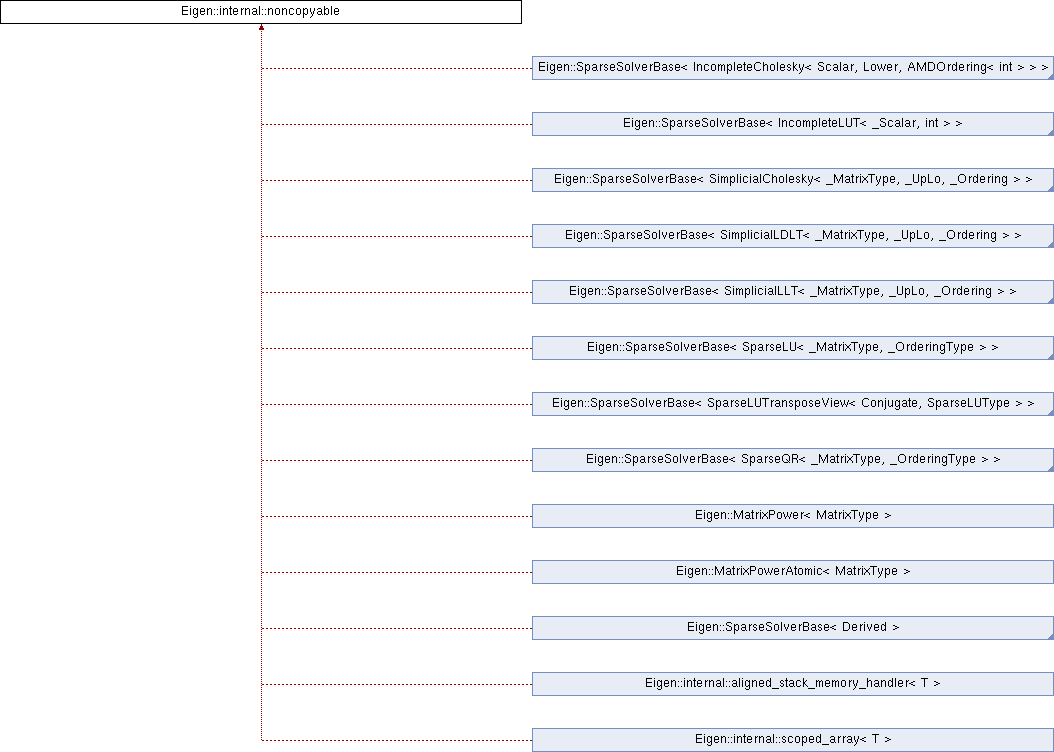 Eigen::internal::noncopyable
Eigen::SparseSolverBase< IncompleteCholesky< Scalar, Lower, AMDOrdering< int > > >
Eigen::SparseSolverBase< IncompleteLUT< _Scalar, int > >
Eigen::SparseSolverBase< SimplicialCholesky< _MatrixType, _UpLo, _Ordering > >
Eigen::SparseSolverBase< SimplicialLDLT< _MatrixType, _UpLo, _Ordering > >
Eigen::SparseSolverBase< SimplicialLLT< _MatrixType, _UpLo, _Ordering > >
Eigen::SparseSolverBase< SparseLU< _MatrixType, _OrderingType > >
Eigen::SparseSolverBase< SparseLUTransposeView< Conjugate, SparseLUType > >
Eigen::SparseSolverBase< SparseQR< _MatrixType, _OrderingType > >
Eigen::MatrixPower< MatrixType >
Eigen::MatrixPowerAtomic< MatrixType >
Eigen::SparseSolverBase< Derived >
Eigen::internal::aligned_stack_memory_handler< T >
Eigen::internal::scoped_array< T >